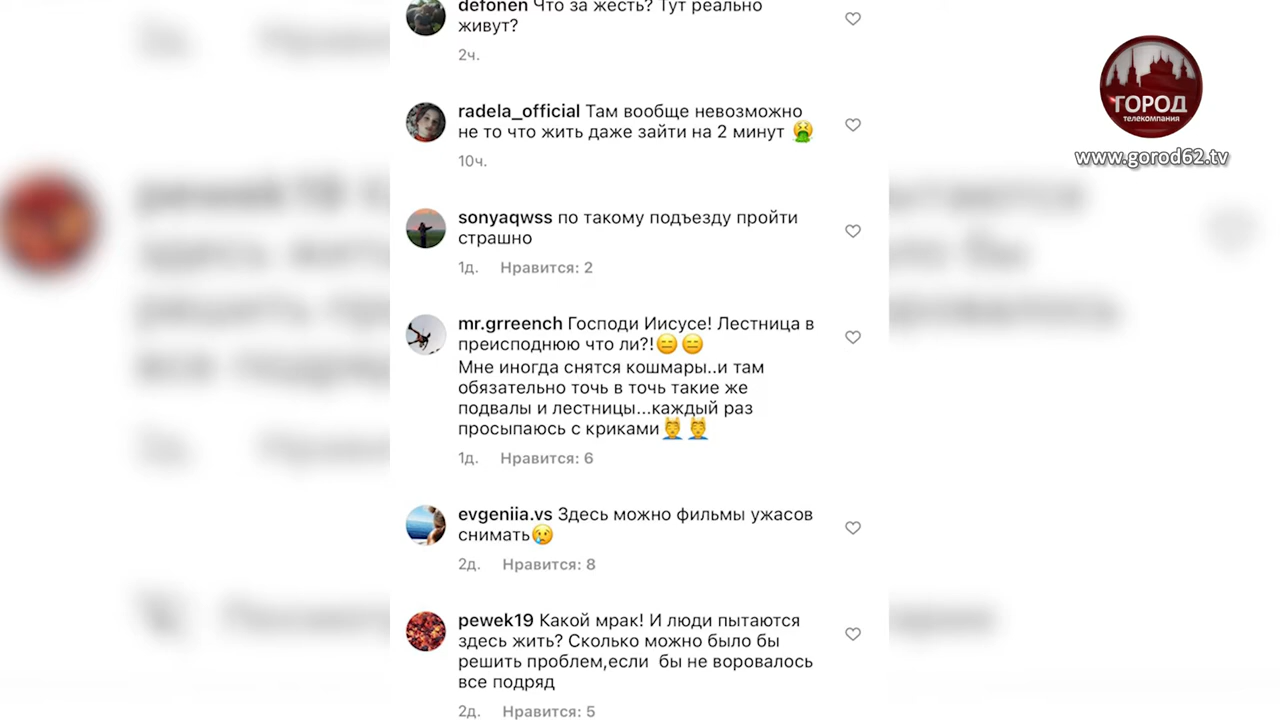 defonen Что за жесть? Тут реально
живут?
2ч.
radela_official Там вообще невозможно
не то что жить даже зайти на 2 минут 🤮
10ч.
sonyaqwss по такому подъезду пройти
страшно
1д. Нравится: 2
mr.grreench Господи Иисусе! Лестница в
преисподнюю что ли?!😑😑
Мне иногда снятся кошмары..и там
обязательно точь в точь такие же
подвалы и лестницы...каждый раз
просыпаюсь с криками💆💆
1д. Нравится: 6
evgeniia.vs Здесь можно фильмы ужасов
снимать😢
2д. Нравится: 8
pewek19 Какой мрак! И люди пытаются
здесь жить? Сколько можно было бы
решить проблем,если  бы не воровалось
все подряд
2д. Нравится: 5
ГОРОД
телекомпания
www.gorod62.tv